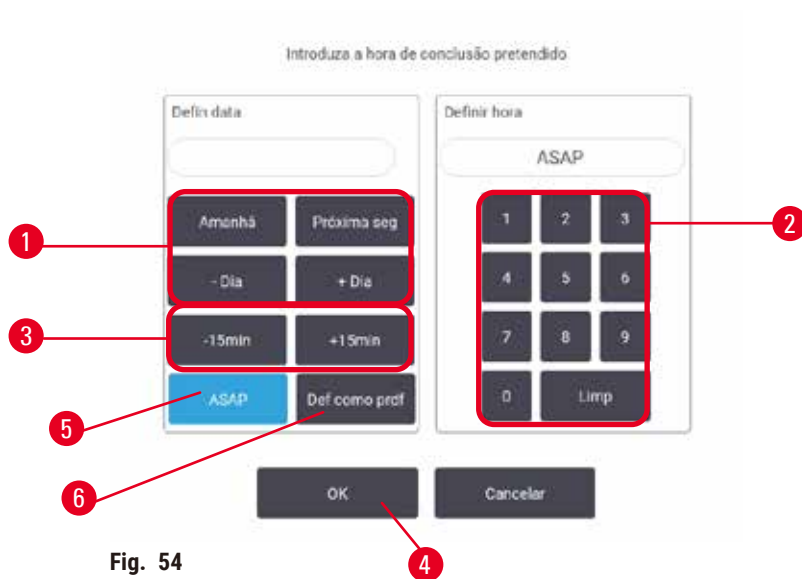 Introduza a hora de conclusão pretendido
Defin data
Amanhã
Próxima seg
- Dia
+ Dia
-15min
+15min
ASAP
Def como prdf
Definir hora
ASAP
1 2 3
4 5 6
7 8 9
0 Limp
OK
Cancelar
1
2
3
5
6
4
Fig. 54